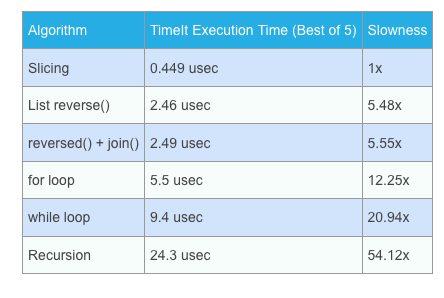 Algorithm TimeIt Execution Time (Best of 5) Slowness
Slicing 0.449 usec 1x
List reverse() 2.46 usec 5.48x
reversed() + join() 2.49 usec 5.55x
for loop 5.5 usec 12.25x
while loop 9.4 usec 20.94x
Recursion 24.3 usec 54.12x